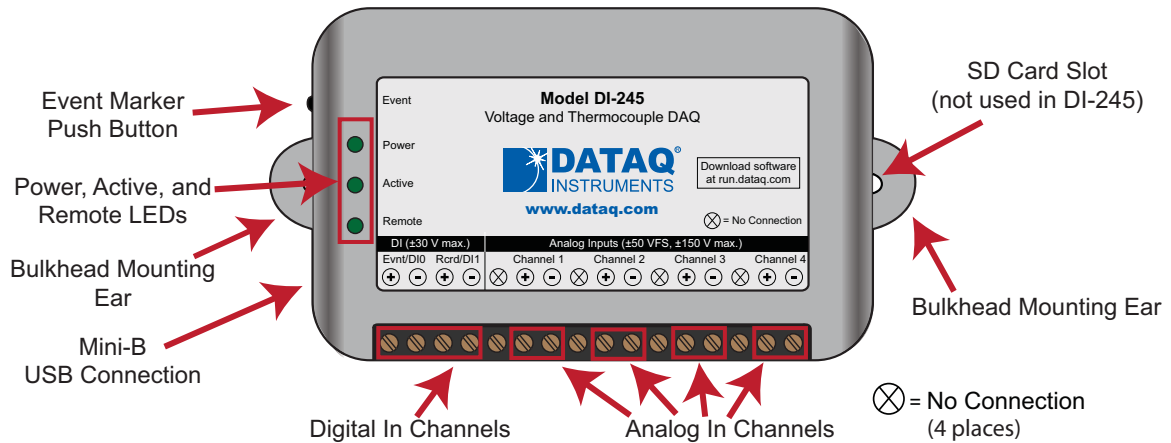 Event Marker
Push Button
Power, Active, and
Remote LEDs
Bulkhead Mounting
Ear
Mini-B
USB Connection
Event
Power
Active
Remote
Model DI-245
Voltage and Thermocouple DAQ
DATAQ®
INSTRUMENTS
www.dataq.com
Download software
at run.dataq.com
= No Connection
DI (±30 V max.) Analog Inputs (±50 VFS, ±150 V max.)
Evnt/DI0 Rcrd/DI1 Channel 1 Channel 2 Channel 3 Channel 4
+ - + - + - + - + - + -
SD Card Slot
(not used in DI-245)
Bulkhead Mounting Ear
Digital In Channels
Analog In Channels
= No Connection
(4 places)